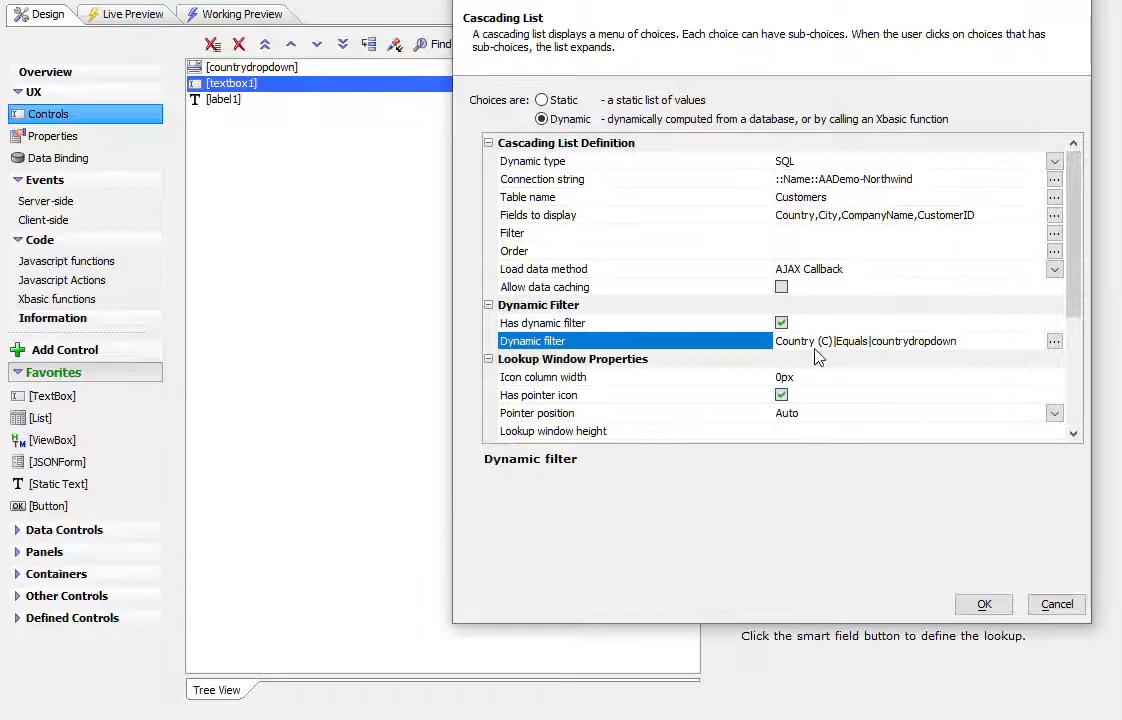 Design
Live Preview
Working Preview
Find
Overview
UX
Controls
Properties
Data Binding
Events
Server-side
Client-side
Code
Javascript functions
Javascript Actions
Xbasic functions
Information
Add Control
Favorites
[TextBox]
[List]
[ViewBox]
[JSONForm]
[Static Text]
[Button]
Data Controls
Panels
Containers
Other Controls
Defined Controls
[countrydropdown]
[textbox1]
[label1]
Tree View
Cascading List
A cascading list displays a menu of choices. Each choice can have sub-choices. When the user clicks on choices that has
sub-choices, the list expands.
Choices are: Static - a static list of values
Dynamic - dynamically computed from a database, or by calling an Xbasic function
Cascading List Definition
Dynamic type SQL
Connection string ::Name::AADemo-Northwind
Table name Customers
Fields to display Country,City,CompanyName,CustomerID
Filter
Order
Load data method AJAX Callback
Allow data caching
Dynamic Filter
Has dynamic filter
Dynamic filter Country (C)|Equals|countrydropdown
Lookup Window Properties
Icon column width 0px
Has pointer icon
Pointer position Auto
Lookup window height
Dynamic filter
OK Cancel
Click the smart field button to define the lookup.